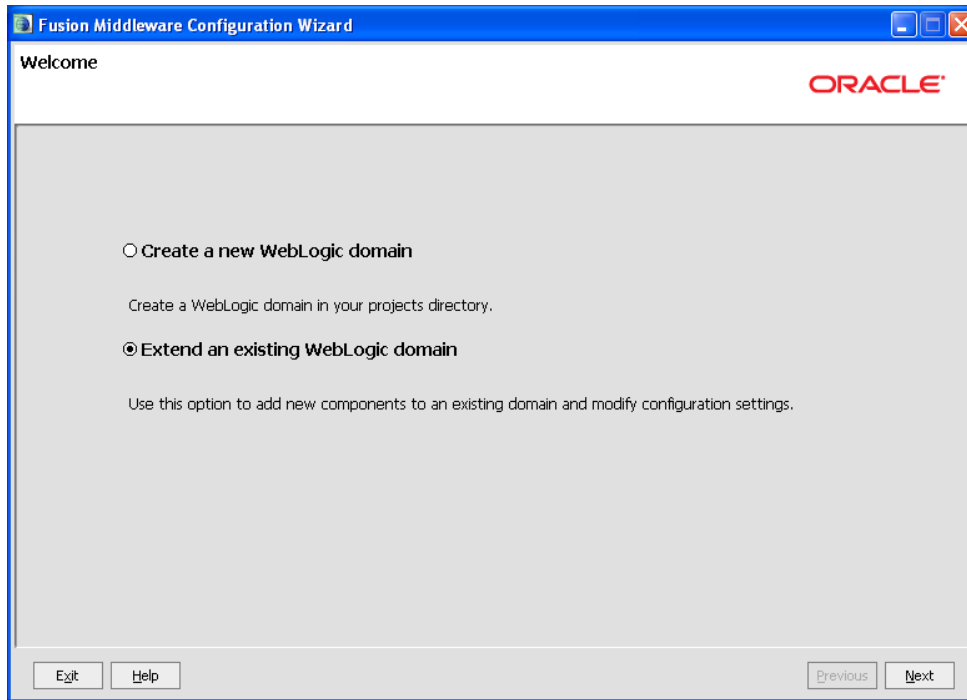 Fusion Middleware Configuration Wizard
Welcome
ORACLE
Create a new WebLogic domain
Create a WebLogic domain in your projects directory.
Extend an existing WebLogic domain
Use this option to add new components to an existing domain and modify configuration settings.
Exit Help Previous Next